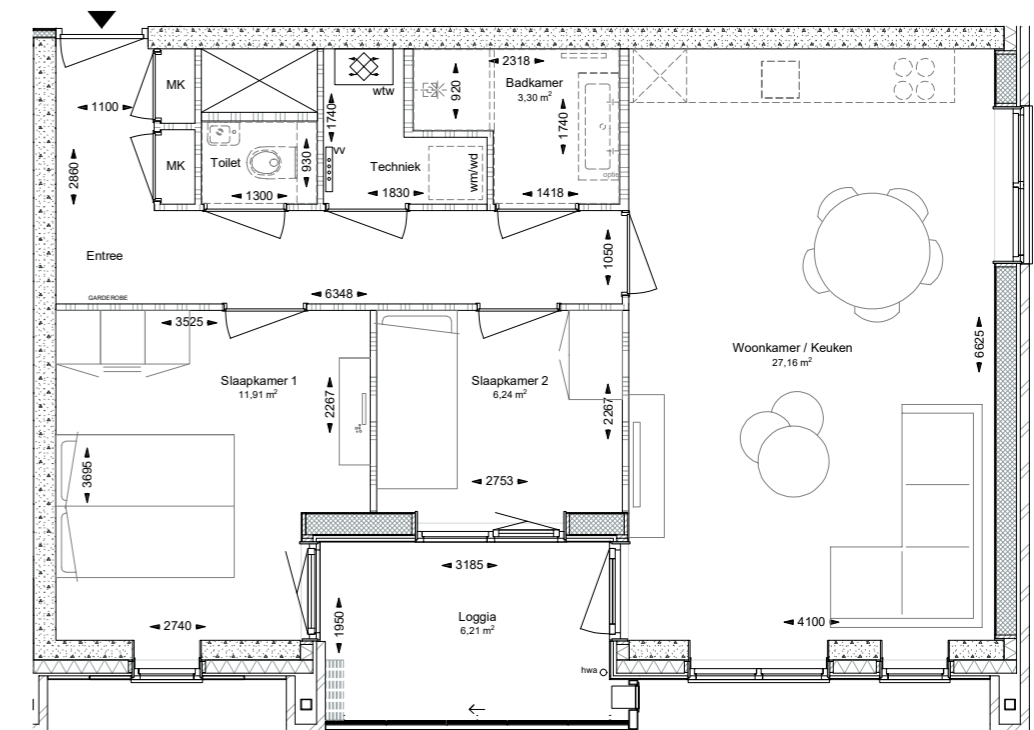 MK
1100
2860
MK
Toilet
930
1300
wtw
1740
vv
Techniek
1830
wm/wd
2318
920
Badkamer
3,30 m²
1740
optie
1418
Entree
GARDEROBE
6348
1050
3525
Slaapkamer 1
11,91 m²
2267
3695
2740
Slaapkamer 2
6,24 m²
2267
2753
Woonkamer / Keuken
27,16 m²
6625
4100
3185
Loggia
6,21 m²
1950
hwa